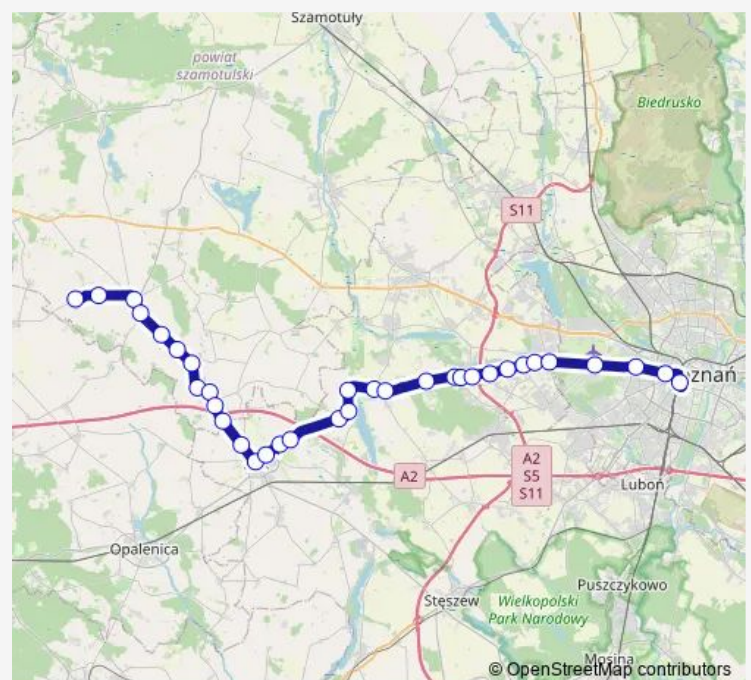 Szamotuły
powiat
szamotulski
Biedrusko
S11
znań
A2
A2
S5
S11
Luboń
Opalenica
Puszczykowo
Stęszew
Wielkopolski
Park Narodowy
Mosina
© OpenStreetMap contributors